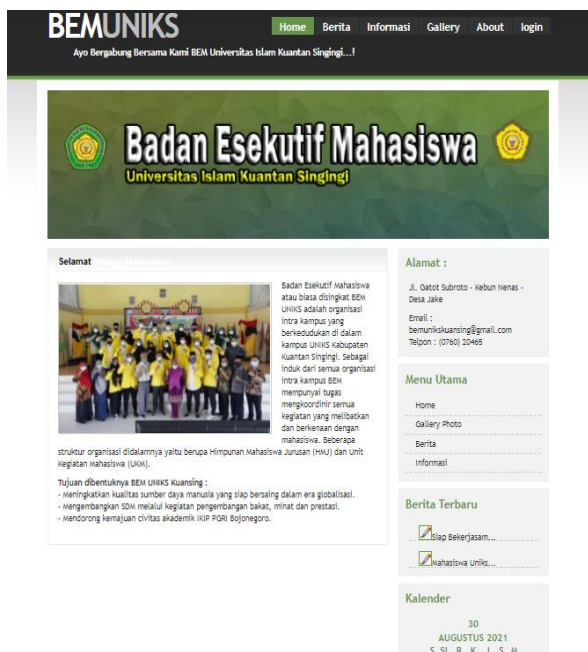 BEMUNIKS
Home Berita Informasi Gallery About login
Ayo Bergabung Bersama Kami BEM Universitas Islam Kuantan Singingi...!
Badan Esekutif Mahasiswa
Universitas Islam Kuantan Singingi
Selamat Datang Mahasiswa
Badan Esekutif Mahasiswa
atau biasa disingkat BEM
UNIKS adalah organisasi
intra kampus yang
berkedudukan di dalam
kampus UNIKS Kabupaten
Kuantan Singingi. Sebagai
induk dari semua organisasi
intra kampus BEM
mempunyai tugas
mengkoordinir semua
kegiatan yang melibatkan
dan berkenaan dengan
mahasiswa. Beberapa
struktur organisasi didalamnya yaitu berupa Himpunan Mahasiswa Jurusan (HMJ) dan Unit
Kegiatan Mahasiswa (UKM).
Tujuan dibentuknya BEM UNIKS Kuansing :
- Meningkatkan kualitas sumber daya manusia yang siap bersaing dalam era globalisasi.
- Mengembangkan SDM melalui kegiatan pengembangan bakat, minat dan prestasi.
- Mendorong kemajuan civitas akademik IKIP PGRI Bojonegoro.
Alamat :
Jl. Gatot Subroto - Kebun Nenas -
Desa Jake
Email :
bemunikskuansing@gmail.com
Telpon : (0760) 20465
Menu Utama
Home
Gallery Photo
Berita
Informasi
Berita Terbaru
Siap Bekerjasam...
Mahasiswa Uniks...
Kalender
30
AUGUSTUS 2021
S SL R K J S M